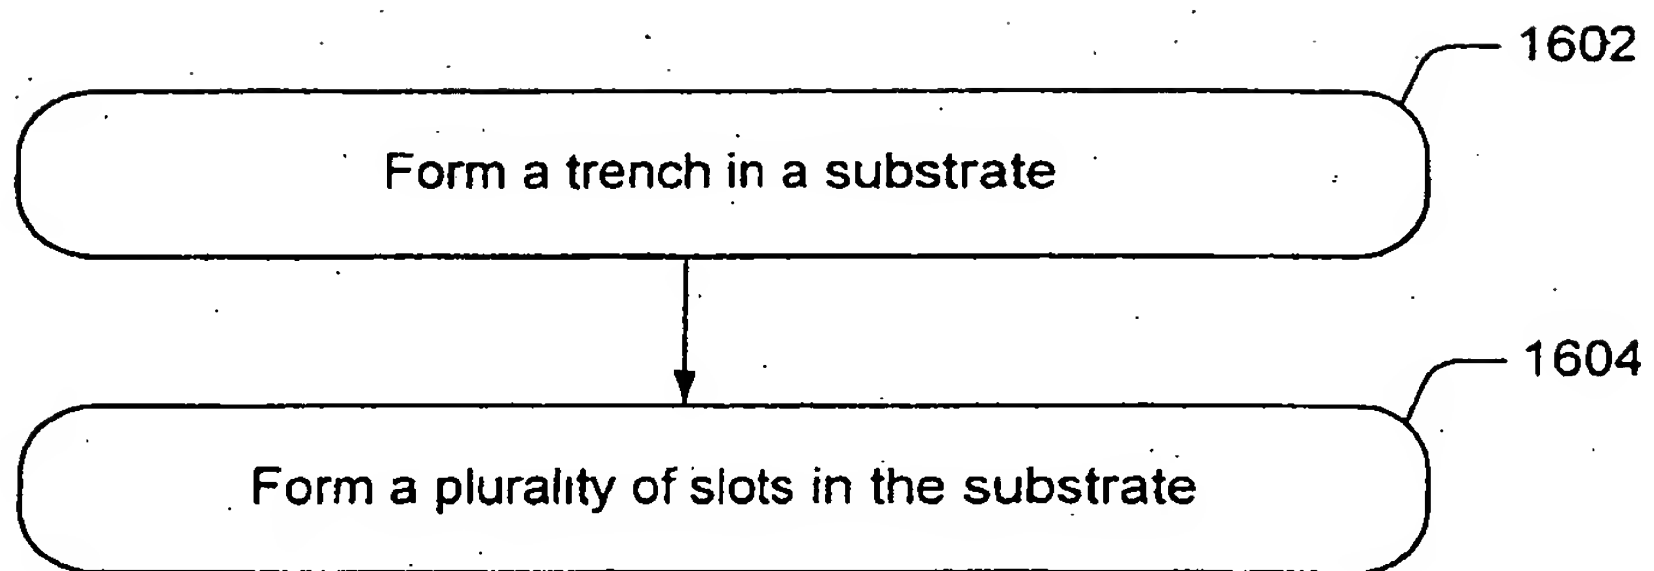 1602
Form a trench in a substrate
1604
Form a plurality of slots in the substrate